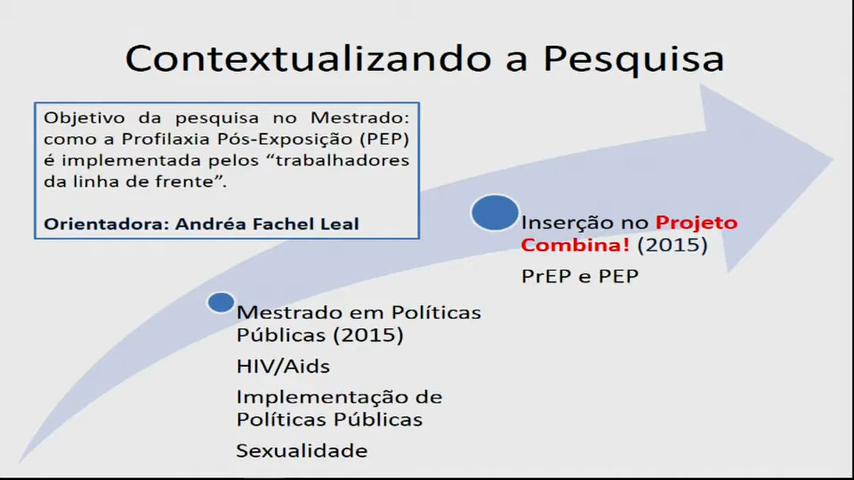 Contextualizando a Pesquisa
Objetivo da pesquisa no Mestrado:
como a Profilaxia Pós-Exposição (PEP)
é implementada pelos “trabalhadores
da linha de frente”.
Orientadora: Andréa Fachel Leal
Inserção no Projeto
Combina! (2015)
PrEP e PEP
Mestrado em Políticas
Públicas (2015)
HIV/Aids
Implementação de
Políticas Públicas
Sexualidade